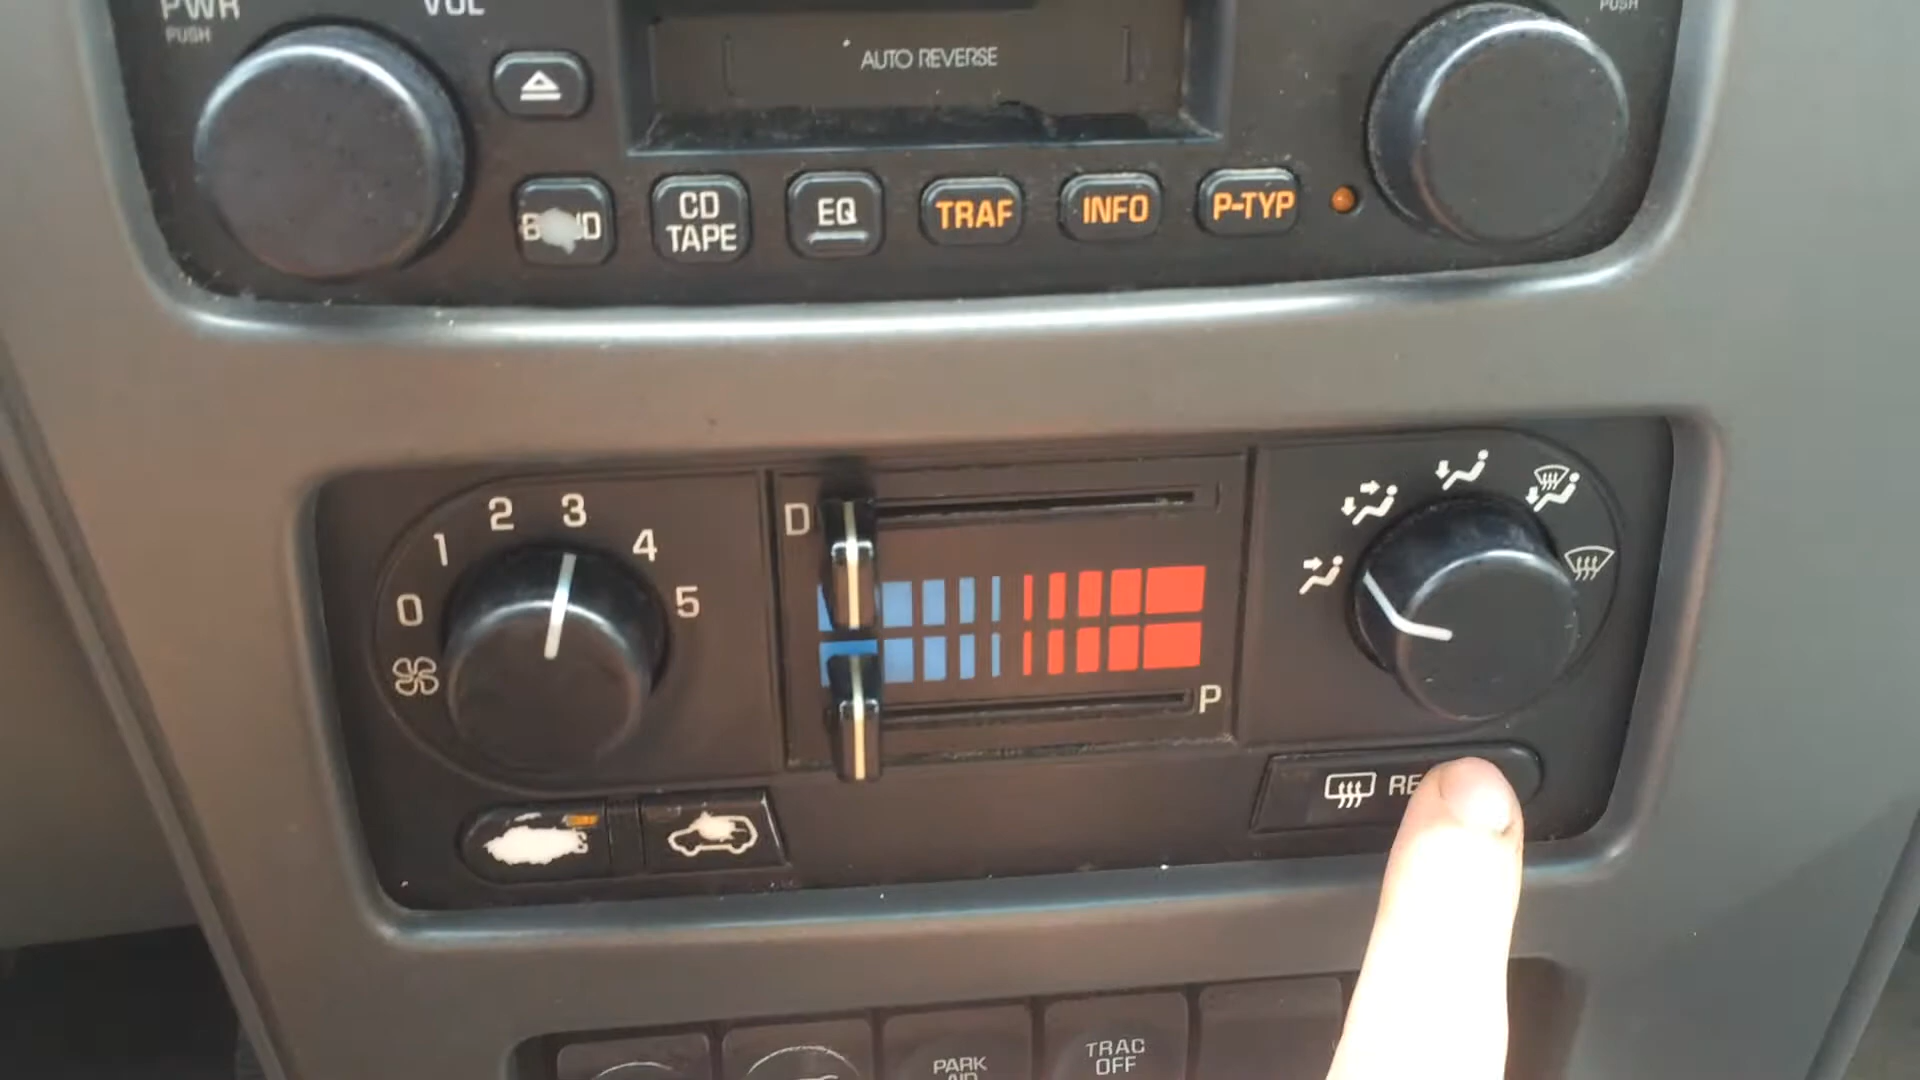 PWR
PUSH
VOL
PUSH
AUTO REVERSE
CD
TAPE
EQ
TRAF
INFO
P-TYP
0
1
2
3
4
5
D
P
PARK
TRAC
OFF